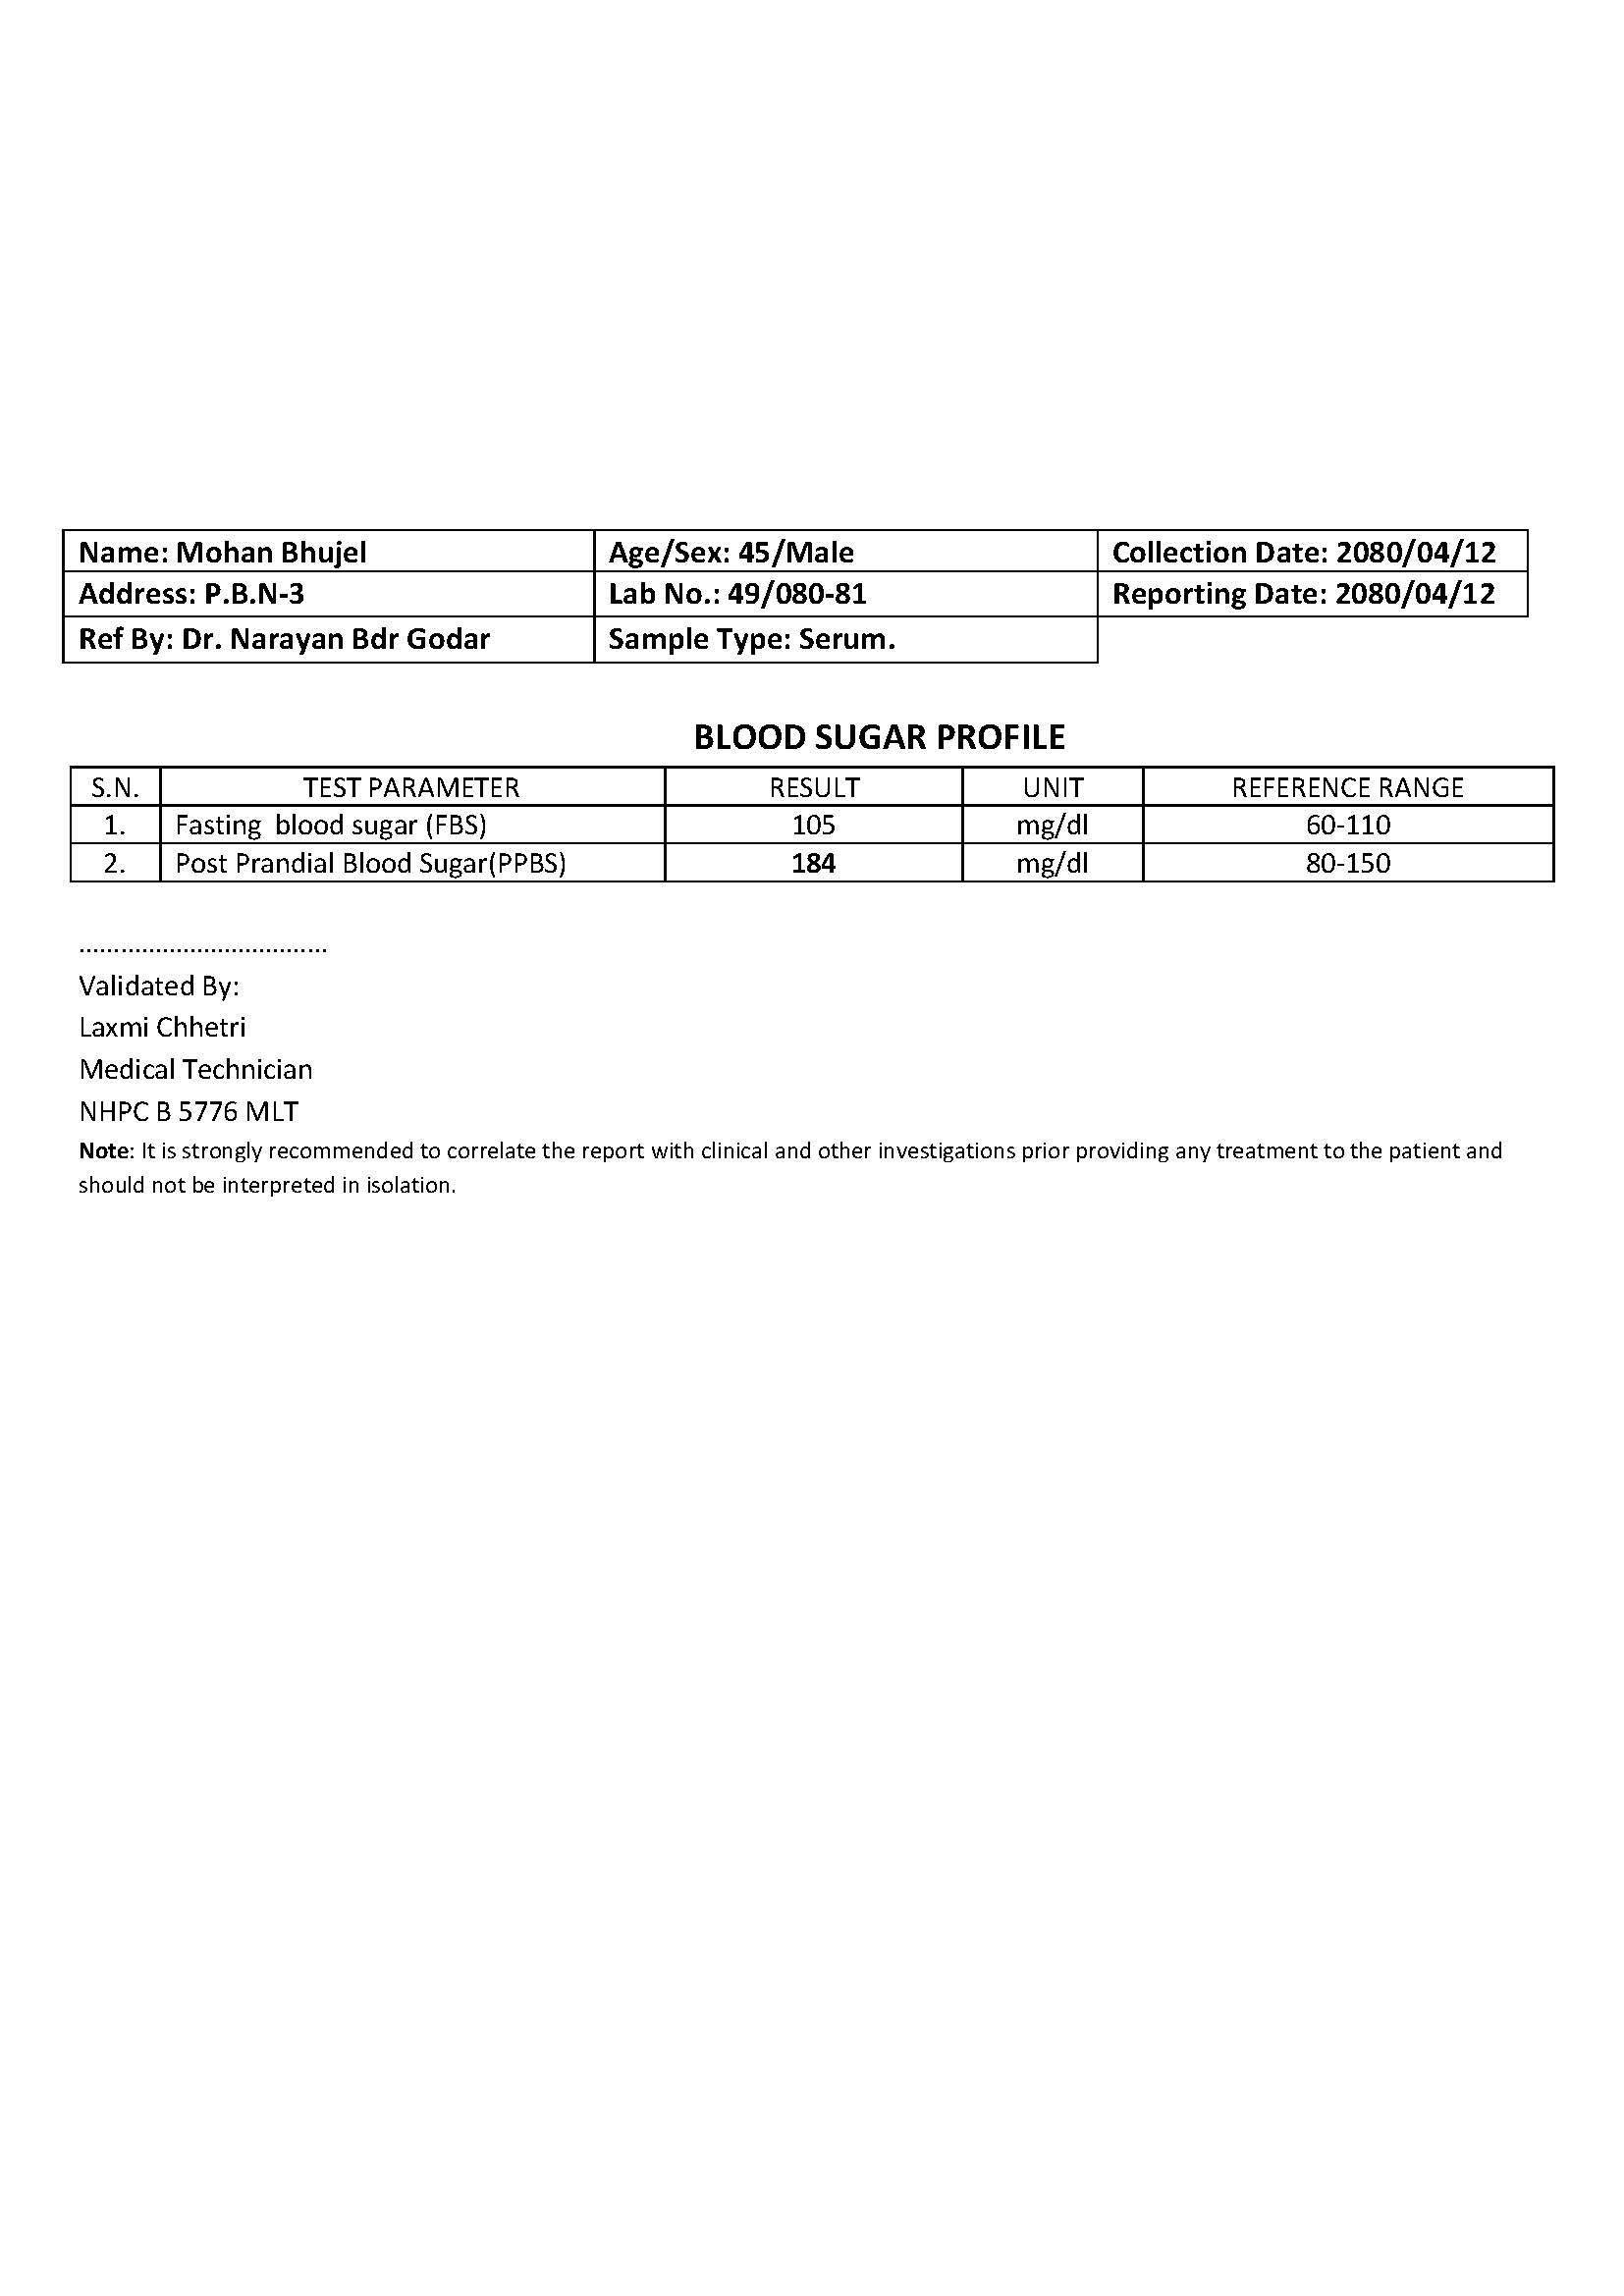 Name: Mohan Bhujel Age/Sex: 45/Male Collection Date: 2080/04/12
Address: P.B.N-3 Lab No.: 49/080-81 Reporting Date: 2080/04/12
Ref By: Dr. Narayan Bdr Godar Sample Type: Serum.
BLOOD SUGAR PROFILE
S.N. TEST PARAMETER RESULT UNIT REFERENCE RANGE
1. Fasting blood sugar (FBS) 105 mg/dl 60-110
2. Post Prandial Blood Sugar(PPBS) 184 mg/dl 80-150
....................................
Validated By:
Laxmi Chhetri
Medical Technician
NHPC B 5776 MLT
Note: It is strongly recommended to correlate the report with clinical and other investigations prior providing any treatment to the patient and
should not be interpreted in isolation.